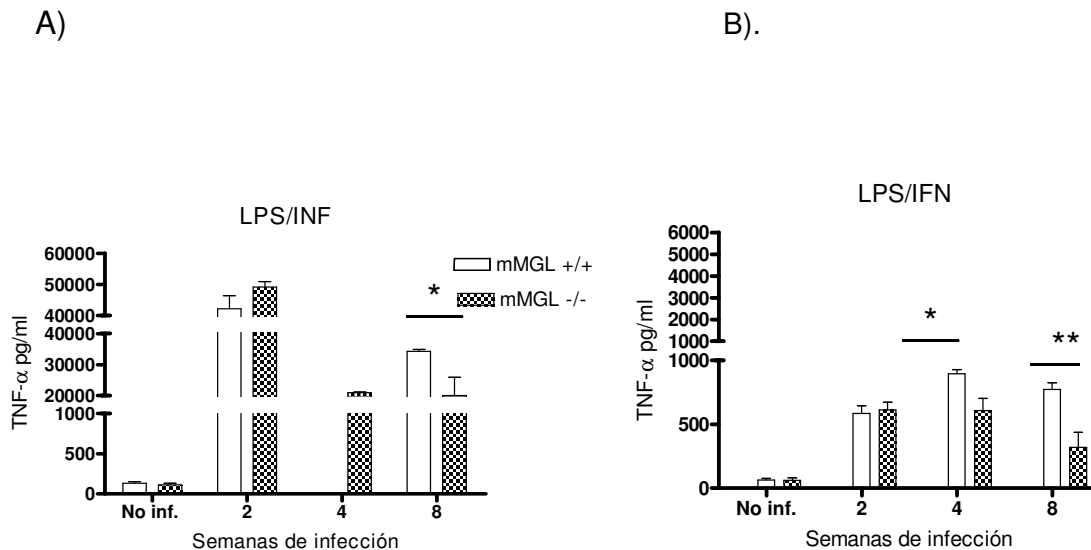 A)
B).
LPS/INF
TNF-α pg/ml
60000
50000
40000
40000
30000
20000
1000
500
0
*
mMGL +/+
mMGL -/-
No inf.
2
4
8
Semanas de infección
LPS/IFN
TNF-α pg/ml
6000
5000
4000
3000
2000
1000
1000
500
0
*
**
No inf.
2
4
8
Semanas de infección